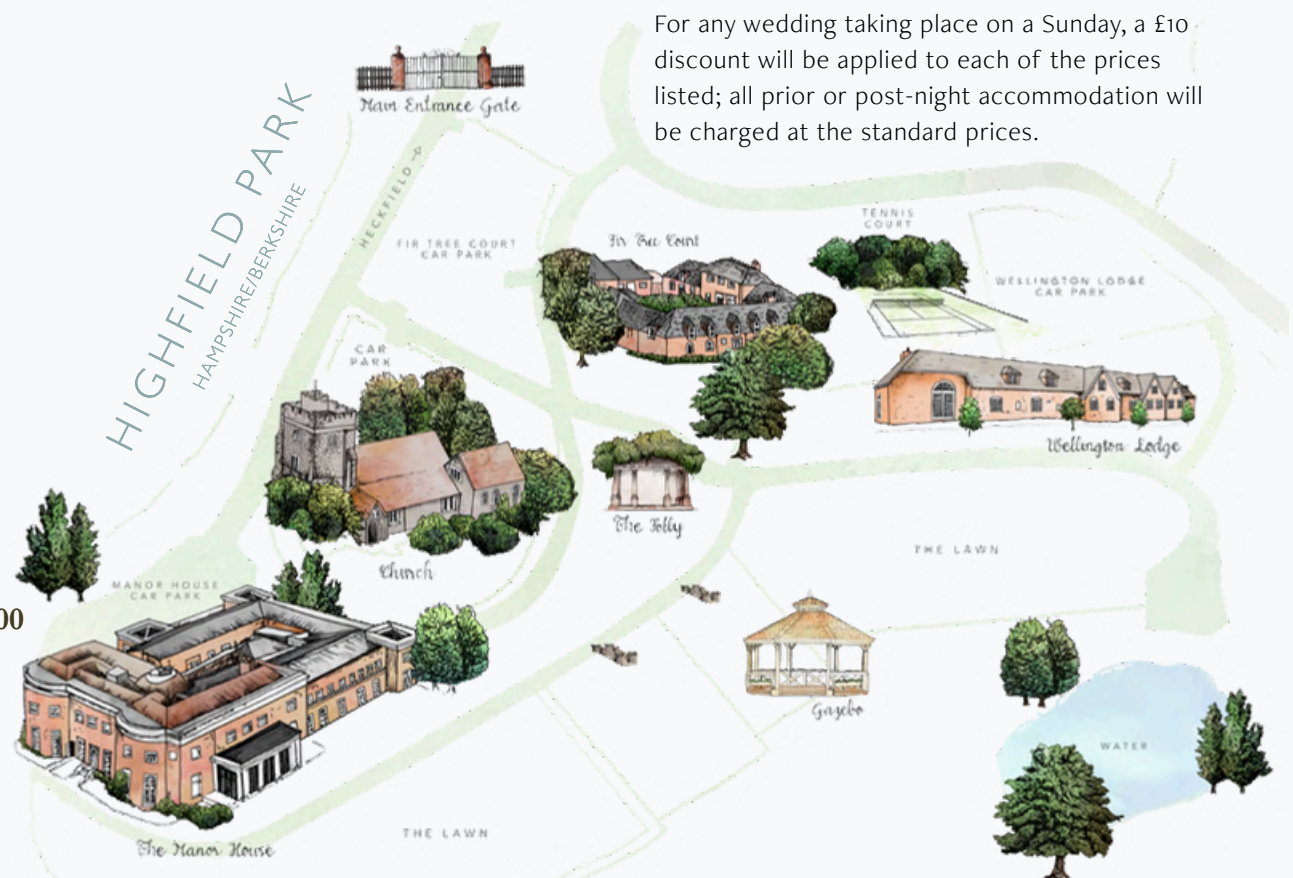 For any wedding taking place on a Sunday, a £10
discount will be applied to each of the prices
listed; all prior or post-night accommodation will
be charged at the standard prices.
Main Entrance Gate
HIGHFIELD PARK
HAMPSHIRE/BERKSHIRE
HECKFIELD
FIR TREE COURT
CAR PARK
Fir Tree Court
TENNIS
COURT
WELLINGTON LODGE
CAR PARK
CAR
PARK
Wellington Lodge
The Folly
THE LAWN
Church
MANOR HOUSE
CAR PARK
00
Gazebo
WATER
THE LAWN
The Manor House